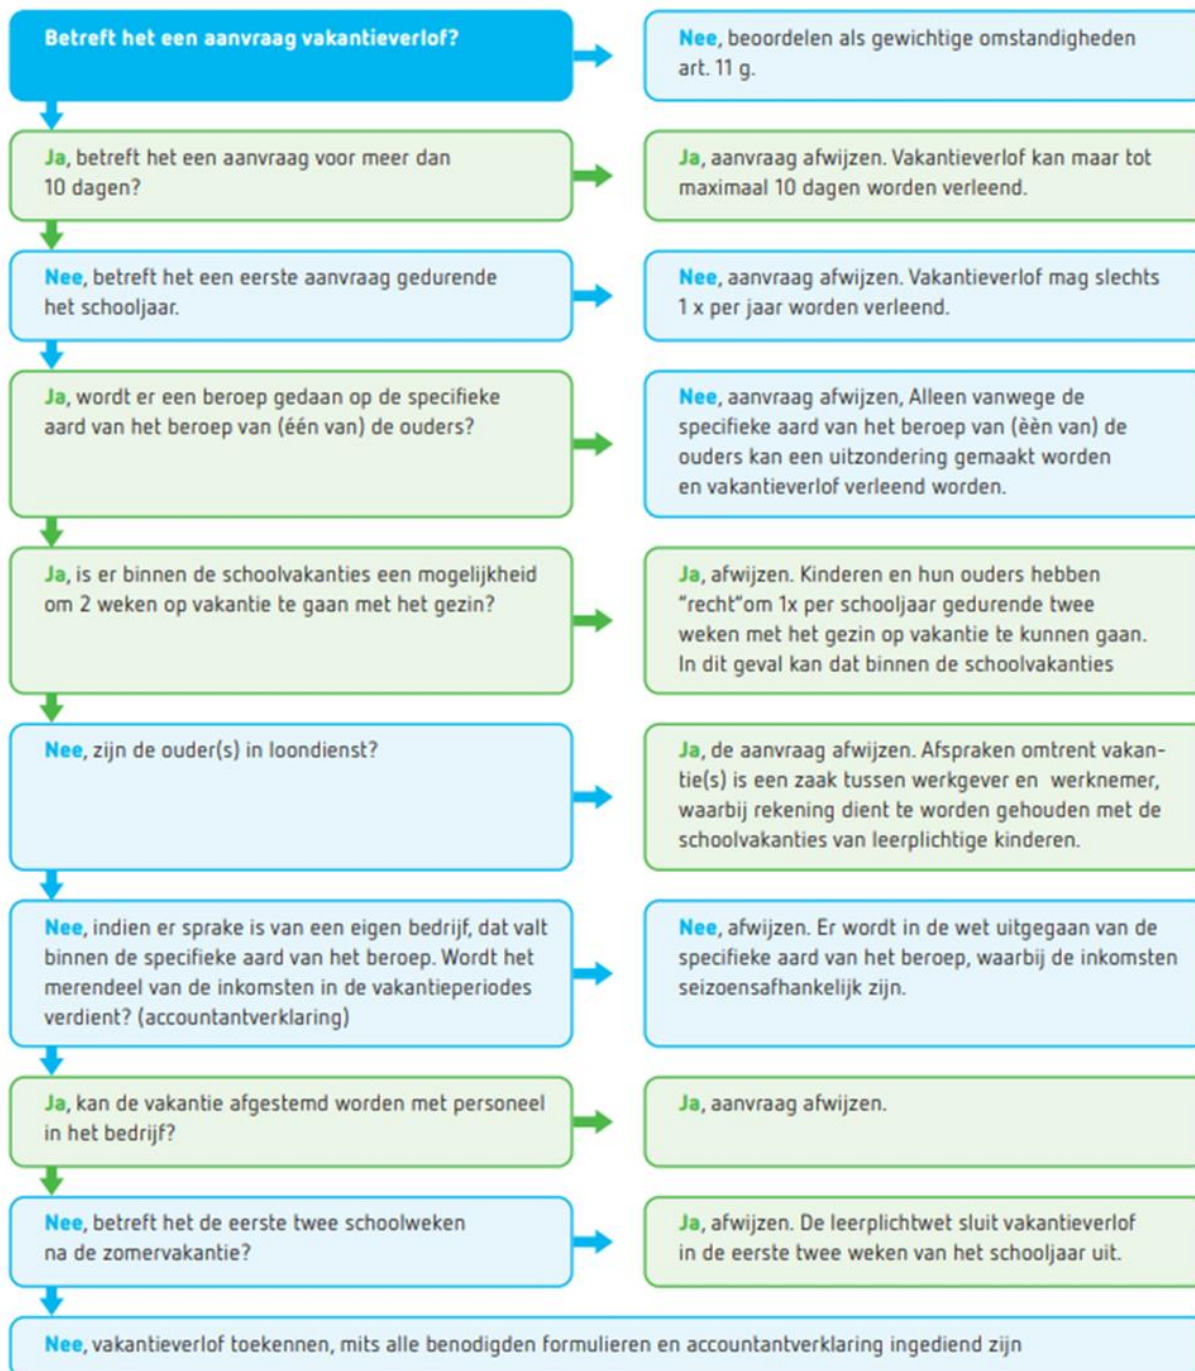 Betreft het een aanvraag vakantieverlof?
Nee, beoordelen als gewichtige omstandigheden
art. 11 g.
Ja, betreft het een aanvraag voor meer dan
10 dagen?
Ja, aanvraag afwijzen. Vakantieverlof kan maar tot
maximaal 10 dagen worden verleend.
Nee, betreft het een eerste aanvraag gedurende
het schooljaar.
Nee, aanvraag afwijzen. Vakantieverlof mag slechts
1 x per jaar worden verleend.
Ja, wordt er een beroep gedaan op de specifieke
aard van het beroep van (één van) de ouders?
Nee, aanvraag afwijzen, Alleen vanwege de
specifieke aard van het beroep van (èèn van) de
ouders kan een uitzondering gemaakt worden
en vakantieverlof verleend worden.
Ja, is er binnen de schoolvakanties een mogelijkheid
om 2 weken op vakantie te gaan met het gezin?
Ja, afwijzen. Kinderen en hun ouders hebben
"recht"om 1x per schooljaar gedurende twee
weken met het gezin op vakantie te kunnen gaan.
In dit geval kan dat binnen de schoolvakanties
Nee, zijn de ouder(s) in loondienst?
Ja, de aanvraag afwijzen. Afspraken omtrent vakan-
tie(s) is een zaak tussen werkgever en werknemer,
waarbij rekening dient te worden gehouden met de
schoolvakanties van leerplichtige kinderen.
Nee, indien er sprake is van een eigen bedrijf, dat valt
binnen de specifieke aard van het beroep. Wordt het
merendeel van de inkomsten in de vakantieperiodes
verdient? (accountantverklaring)
Nee, afwijzen. Er wordt in de wet uitgegaan van de
specifieke aard van het beroep, waarbij de inkomsten
seizoensafhankelijk zijn.
Ja, kan de vakantie afgestemd worden met personeel
in het bedrijf?
Ja, aanvraag afwijzen.
Nee, betreft het de eerste twee schoolweken
na de zomervakantie?
Ja, afwijzen. De leerplichtwet sluit vakantieverlof
in de eerste twee weken van het schooljaar uit.
Nee, vakantieverlof toekennen, mits alle benodigden formulieren en accountantverklaring ingediend zijn